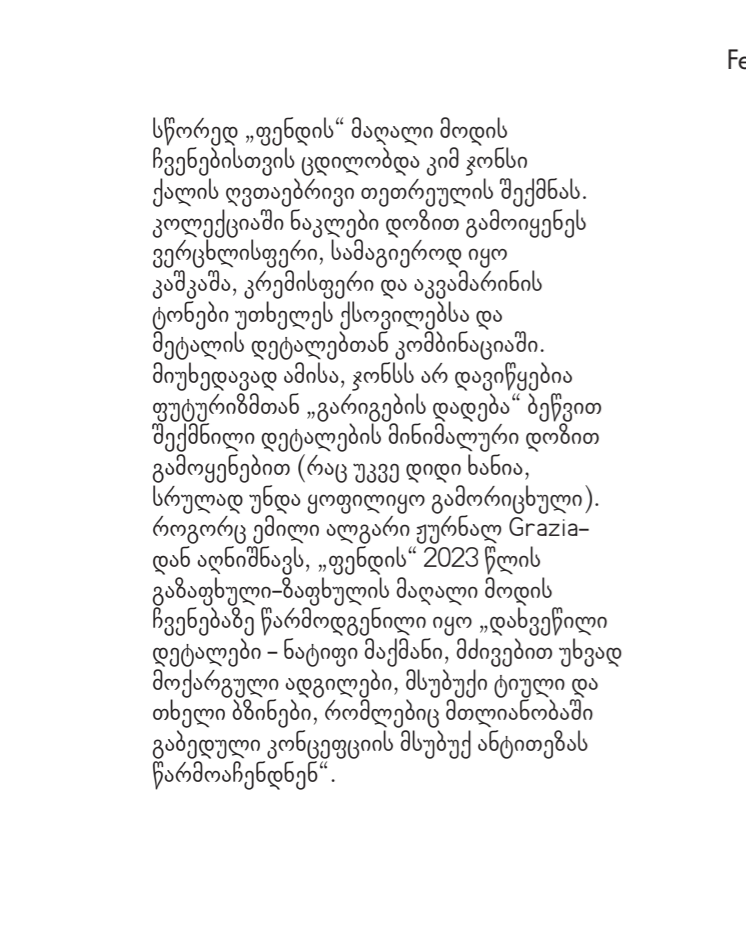 Fe
სწორედ „ფენდის“ მაღალი მოდის
ჩვენებისთვის ცდილობდა კიმ ჯონსი
ქალის ღვთაებრივი თეთრეულის შექმნას.
კოლექციაში ნაკლები დოზით გამოიყენეს
ვერცხლისფერი, სამაგიეროდ იყო
კაშკაშა, კრემისფერი და აკვამარინის
ტონები უთხელეს ქსოვილებსა და
მეტალის დეტალებთან კომბინაციაში.
მიუხედავად ამისა, ჯონსს არ დავიწყებია
ფუტურიზმთან „გარიგების დადება“ ბეწვით
შექმნილი დეტალების მინიმალური დოზით
გამოყენებით (რაც უკვე დიდი ხანია,
სრულად უნდა ყოფილიყო გამორიცხული).
როგორც ემილი ალგარი ჟურნალ Grazia–
დან აღნიშნავს, „ფენდის“ 2023 წლის
გაზაფხული–ზაფხულის მაღალი მოდის
ჩვენებაზე წარმოდგენილი იყო „დახვეწილი
დეტალები – ნატიფი მაქმანი, მძივებით უხვად
მოქარგული ადგილები, მსუბუქი ტიული და
თხელი ბზინები, რომლებიც მთლიანობაში
გაბედული კონცეფციის მსუბუქ ანტითეზას
წარმოაჩენდნენ“.